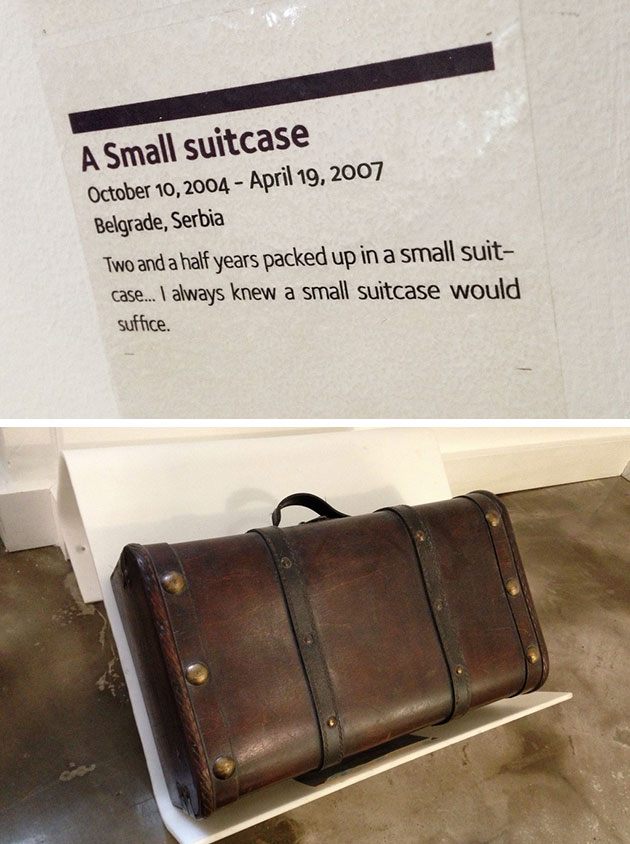 A Small suitcase
October 10, 2004 – April 19, 2007
Belgrade, Serbia
Two and a half years packed up in a small suit–
case... I always knew a small suitcase would
suffice.